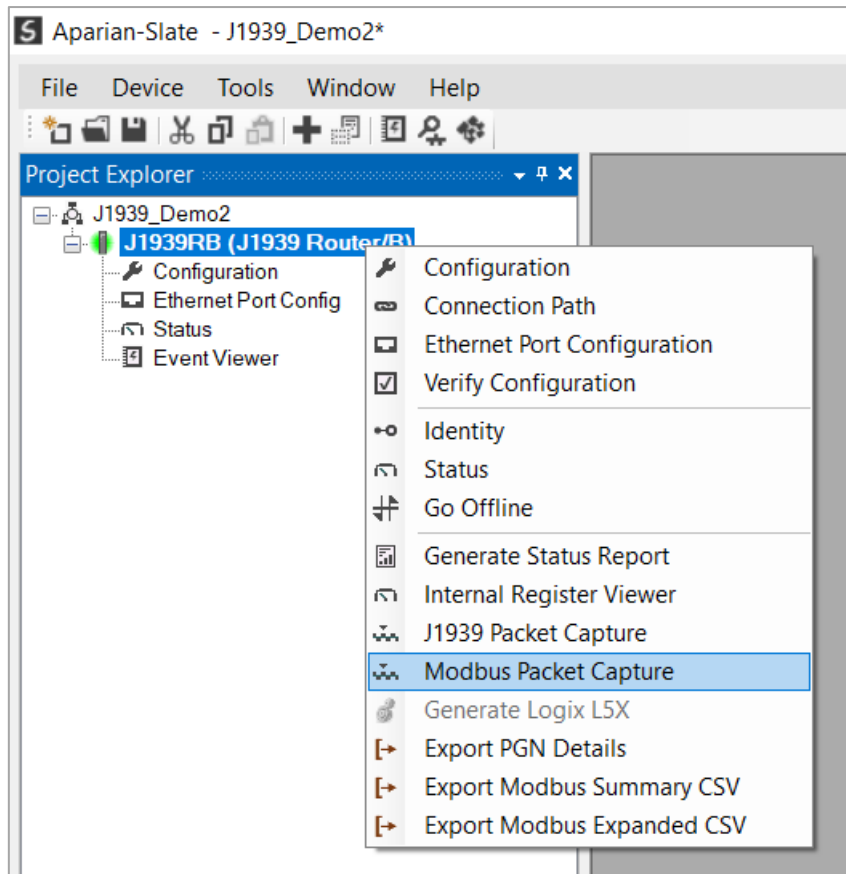 Aparian-Slate - J1939_Demo2*
File Device Tools Window Help
Project Explorer
J1939_Demo2
J1939RB (J1939 Router/B)
Configuration
Ethernet Port Config
Status
Event Viewer
Configuration
Connection Path
Ethernet Port Configuration
Verify Configuration
Identity
Status
Go Offline
Generate Status Report
Internal Register Viewer
J1939 Packet Capture
Modbus Packet Capture
Generate Logix L5X
Export PGN Details
Export Modbus Summary CSV
Export Modbus Expanded CSV